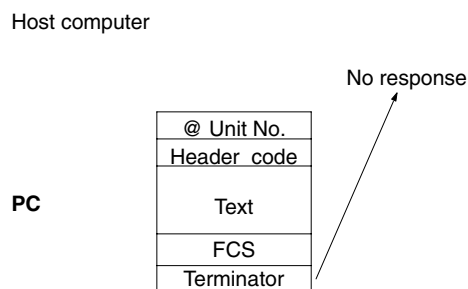 Host computer
No response
@ Unit No.
Header code
PC
Text
FCS
Terminator